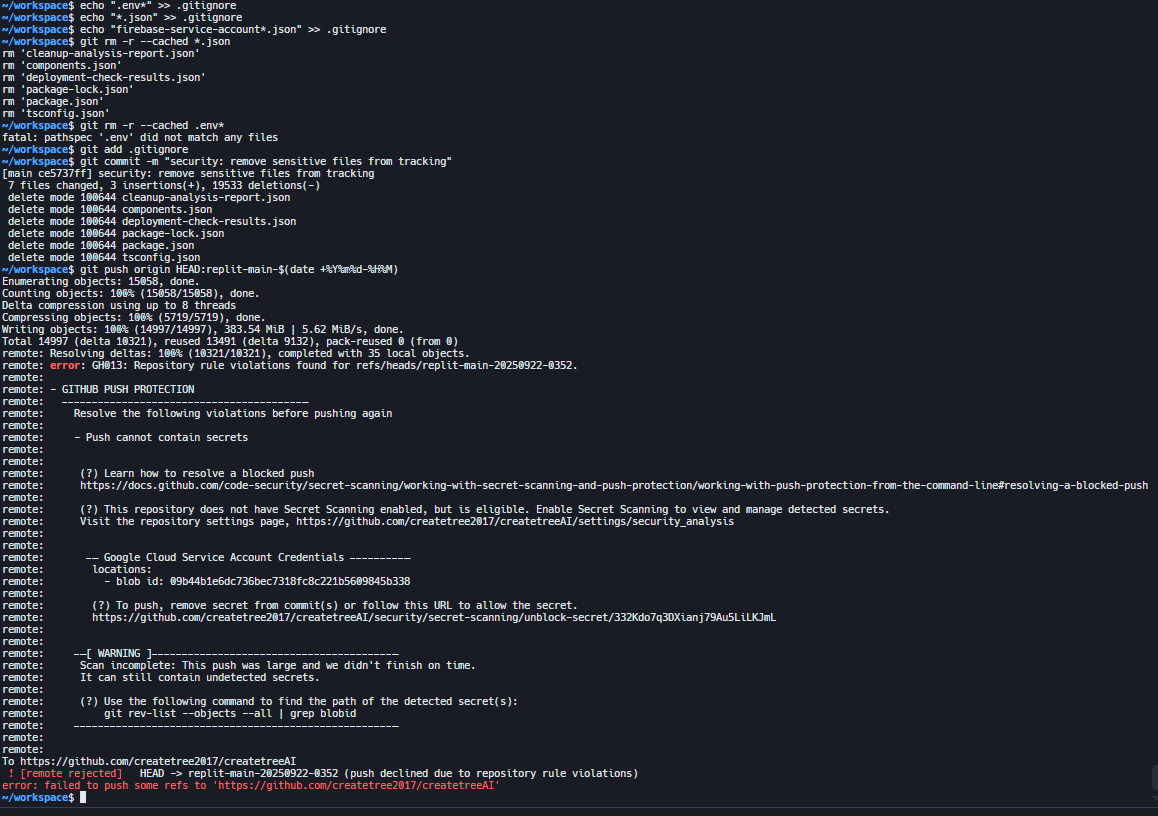 ~/workspace$ echo ".env*" >> .gitignore
~/workspace$ echo "*.json" >> .gitignore
~/workspace$ echo "firebase-service-account*.json" >> .gitignore
~/workspace$ git rm -r --cached *.json
rm 'cleanup-analysis-report.json'
rm 'components.json'
rm 'deployment-check-results.json'
rm 'package-lock.json'
rm 'package.json'
rm 'tsconfig.json'
~/workspace$ git rm -r --cached .env*
fatal: pathspec '.env' did not match any files
~/workspace$ git add .gitignore
~/workspace$ git commit -m "security: remove sensitive files from tracking"
[main ce5737ff] security: remove sensitive files from tracking
 7 files changed, 3 insertions(+), 19533 deletions(-)
 delete mode 100644 cleanup-analysis-report.json
 delete mode 100644 components.json
 delete mode 100644 deployment-check-results.json
 delete mode 100644 package-lock.json
 delete mode 100644 package.json
 delete mode 100644 tsconfig.json
~/workspace$ git push origin HEAD:replit-main-$(date +%Y%m%d-%H%M)
Enumerating objects: 15058, done.
Counting objects: 100% (15058/15058), done.
Delta compression using up to 8 threads
Compressing objects: 100% (5719/5719), done.
Writing objects: 100% (14997/14997), 383.54 MiB | 5.62 MiB/s, done.
Total 14997 (delta 10321), reused 13491 (delta 9132), pack-reused 0 (from 0)
remote: Resolving deltas: 100% (10321/10321), completed with 35 local objects.
remote: error: GH013: Repository rule violations found for refs/heads/replit-main-20250922-0352.
remote:
remote: - GITHUB PUSH PROTECTION
remote:   —————————————————————————————————————————
remote:     Resolve the following violations before pushing again
remote:
remote:     - Push cannot contain secrets
remote:
remote:
remote:      (?) Learn how to resolve a blocked push
remote:      https://docs.github.com/code-security/secret-scanning/working-with-secret-scanning-and-push-protection/working-with-push-protection-from-the-command-line#resolving-a-blocked-push
remote:
remote:      (?) This repository does not have Secret Scanning enabled, but is eligible. Enable Secret Scanning to view and manage detected secrets.
remote:      Visit the repository settings page, https://github.com/createtree2017/createtreeAI/settings/security_analysis
remote:
remote:
remote:       —— Google Cloud Service Account Credentials ——————————
remote:        locations:
remote:          - blob id: 09b44b1e6dc736bec7318fc8c221b5609845b338
remote:
remote:        (?) To push, remove secret from commit(s) or follow this URL to allow the secret.
remote:        https://github.com/createtree2017/createtreeAI/security/secret-scanning/unblock-secret/332Kdo7q3DXianj79Au5LiLKJmL
remote:
remote:
remote:     ——[ WARNING ]—————————————————————————————————————————
remote:      Scan incomplete: This push was large and we didn't finish on time.
remote:      It can still contain undetected secrets.
remote:
remote:      (?) Use the following command to find the path of the detected secret(s):
remote:          git rev-list --objects --all | grep blobid
remote:     ——————————————————————————————————————————————————————
remote:
remote:
To https://github.com/createtree2017/createtreeAI
 ! [remote rejected]   HEAD -> replit-main-20250922-0352 (push declined due to repository rule violations)
error: failed to push some refs to 'https://github.com/createtree2017/createtreeAI'
~/workspace$